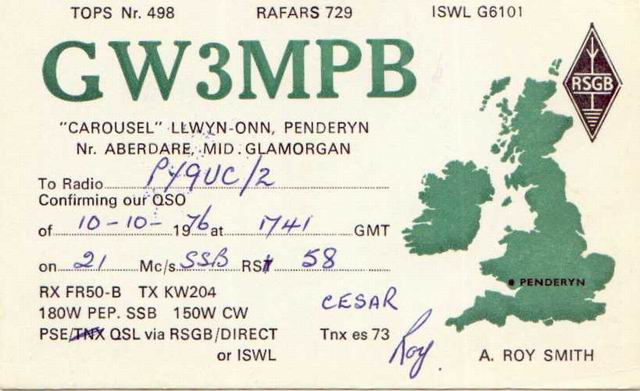 TOPS Nr. 498 RAFARS 729 ISWL G6101
GW3MPB
RSGB
"CAROUSEL" LLWYN-ONN, PENDERYN
Nr. ABERDARE, MID. GLAMORGAN
To Radio PY9UC/2
Confirming our QSO
of 10-10- 1976 at 1741 GMT
on 21 Mc/s SSB RST 58
PENDERYN
RX FR50-B TX KW204
CESAR
180W PEP. SSB 150W CW
PSE/TNX QSL via RSGB/DIRECT Tnx es 73
or ISWL
Roy.
A. ROY SMITH